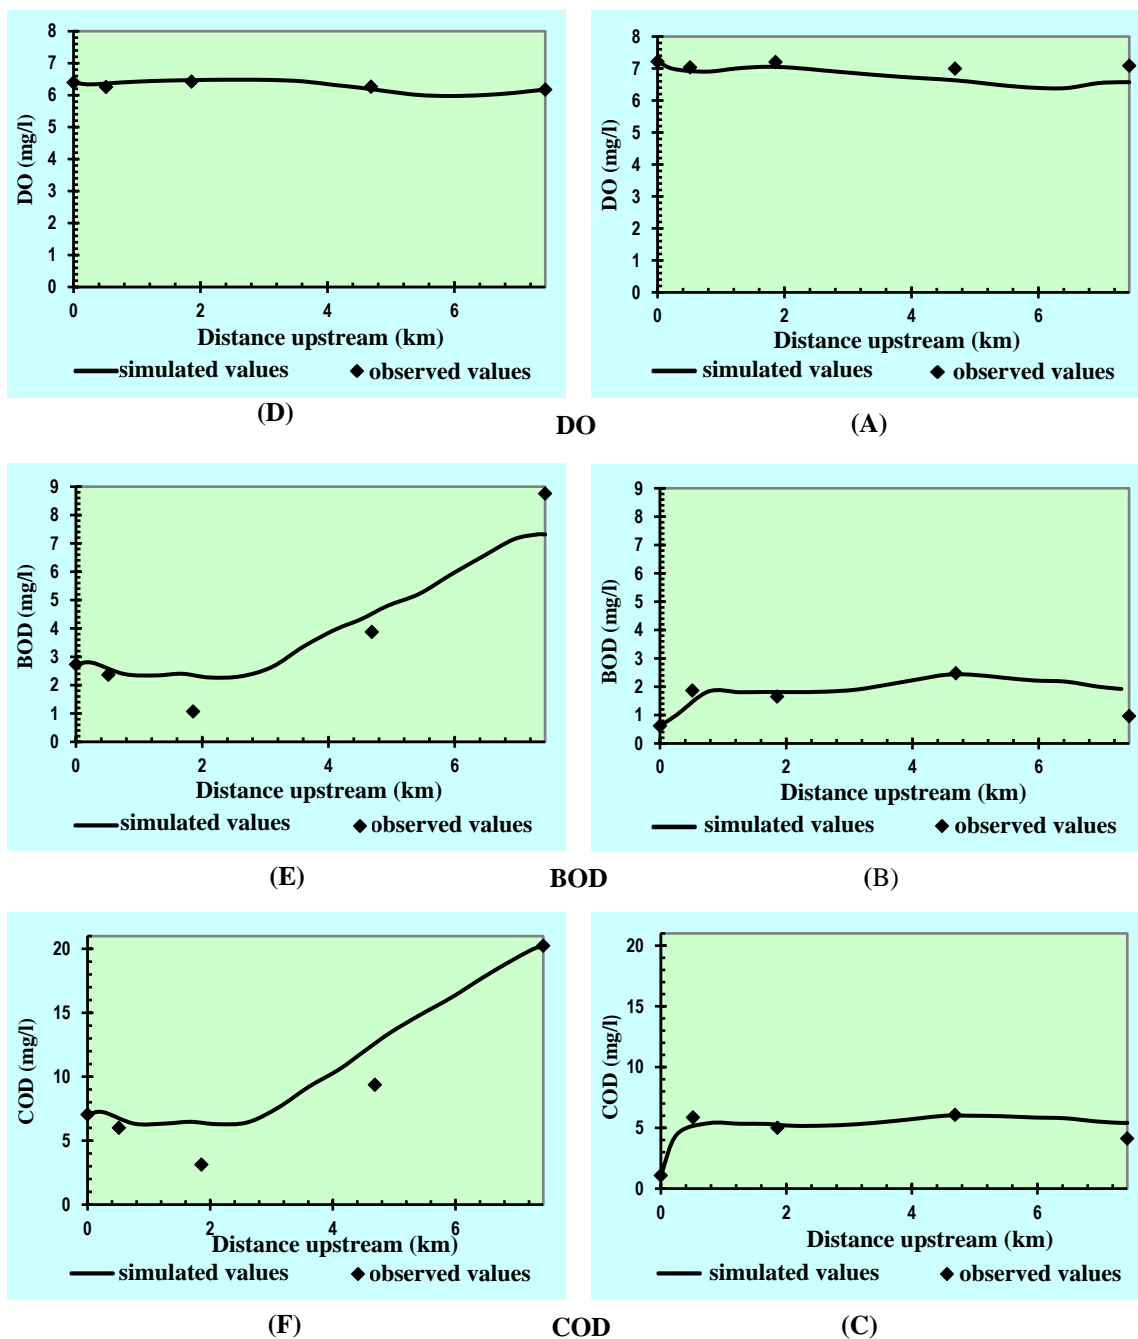 8
7
6
5
4
3
2
1
0
DO (mg/l)
0 2 4 6
Distance upstream (km)
simulated values observed values
(D)
8
7
6
5
4
3
2
1
0
DO (mg/l)
0 2 4 6
Distance upstream (km)
simulated values observed values
(A)
DO
9
8
7
6
5
4
3
2
1
0
BOD (mg/l)
0 2 4 6
Distance upstream (km)
simulated values observed values
(E)
9
8
7
6
5
4
3
2
1
0
BOD (mg/l)
0 2 4 6
Distance upstream (km)
simulated values observed values
(B)
BOD
20
15
10
5
0
COD (mg/l)
0 2 4 6
Distance upstream (km)
simulated values observed values
(F)
20
15
10
5
0
COD (mg/l)
0 2 4 6
Distance upstream (km)
simulated values observed values
(C)
COD